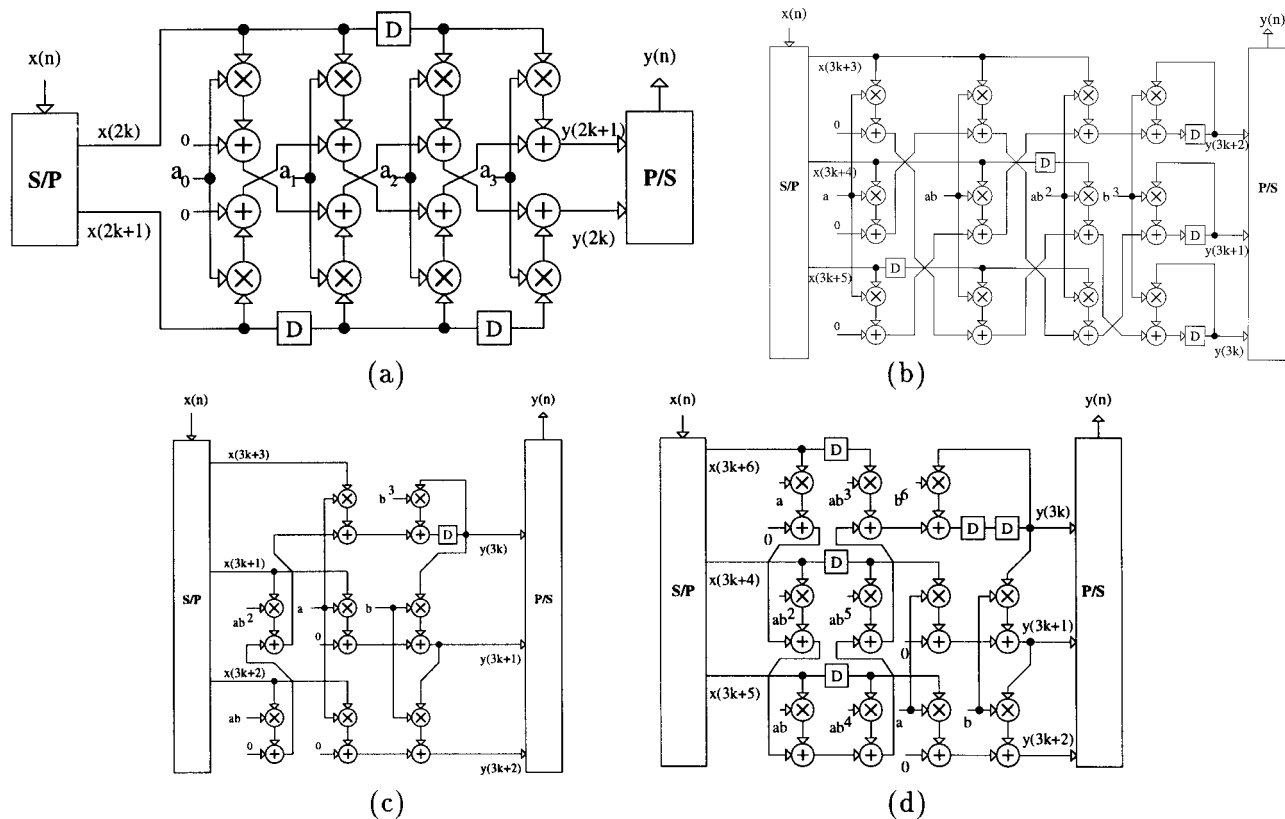 x(n)
S/P
x(2k)
x(2k+1)
D
D
D
0
a0
0
a1
a2
a3
y(2k+1)
y(2k)
P/S
y(n)
(a)
x(n)
S/P
x(3k+3)
x(3k+4)
x(3k+5)
0
a
0
0
ab
ab²
b³
D
D
D
D
D
y(3k+2)
y(3k+1)
y(3k)
P/S
y(n)
(b)
x(n)
S/P
x(3k+3)
x(3k+1)
x(3k+2)
ab²
ab
0
a
0
0
b³
b
D
y(3k)
y(3k+1)
y(3k+2)
P/S
y(n)
(c)
x(n)
S/P
x(3k+6)
x(3k+4)
x(3k+5)
D
D
D
a
0
ab²
ab
ab³
ab⁵
ab⁴
0
a
0
b⁶
b
D
D
y(3k)
y(3k+1)
y(3k+2)
P/S
y(n)
(d)